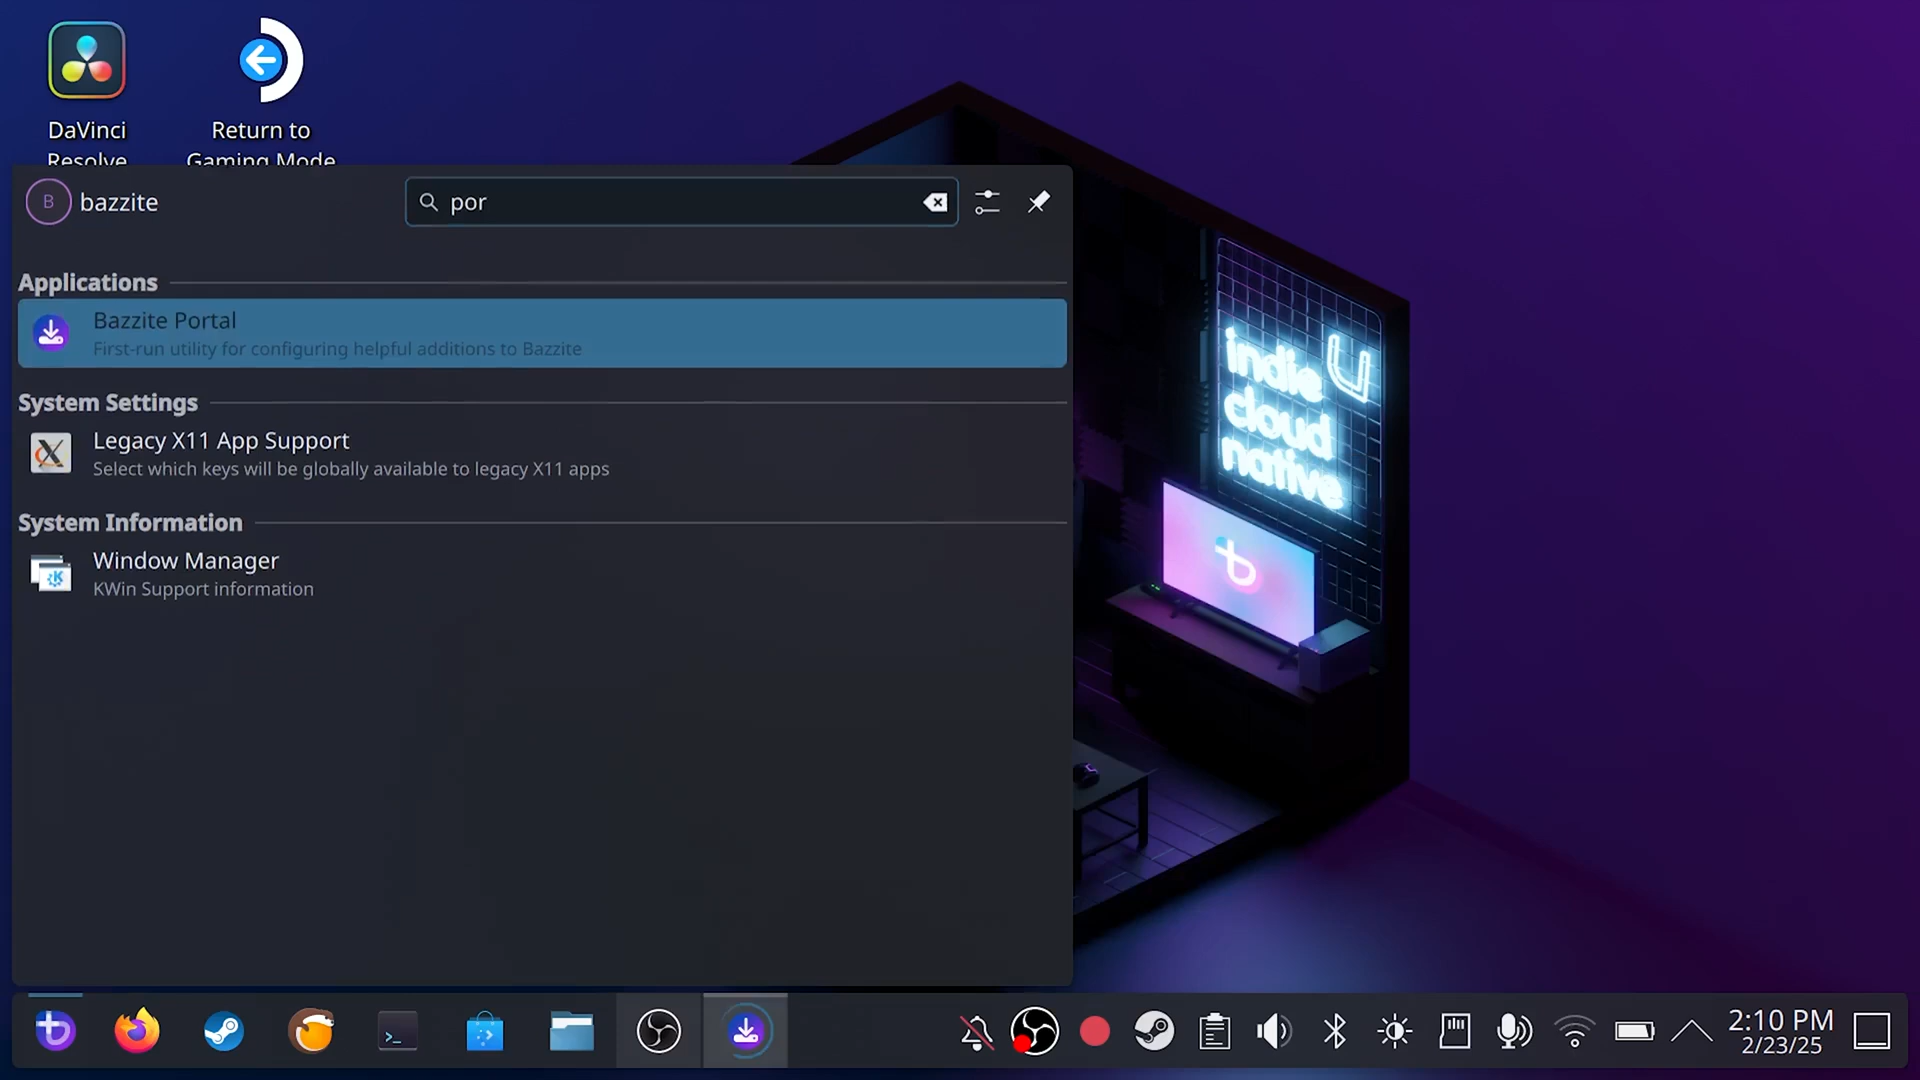 DaVinci
Resolve
Return to
Gaming Mode
B
bazzite
por
Applications
Bazzite Portal
First-run utility for configuring helpful additions to Bazzite
System Settings
Legacy X11 App Support
Select which keys will be globally available to legacy X11 apps
System Information
Window Manager
KWin Support information
indie
cloud
native
2:10 PM
2/23/25